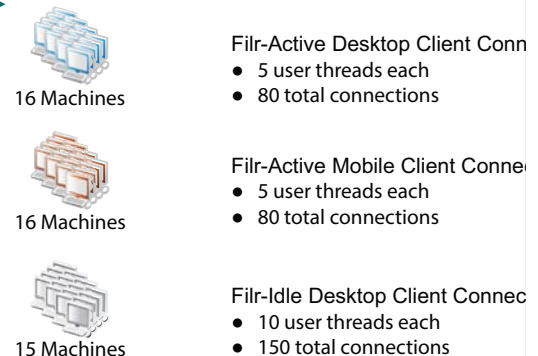 Filr-Active Desktop Client Conn
● 5 user threads each
● 80 total connections
16 Machines
Filr-Active Mobile Client Conne
● 5 user threads each
● 80 total connections
16 Machines
Filr-Idle Desktop Client Connec
● 10 user threads each
● 150 total connections
15 Machines